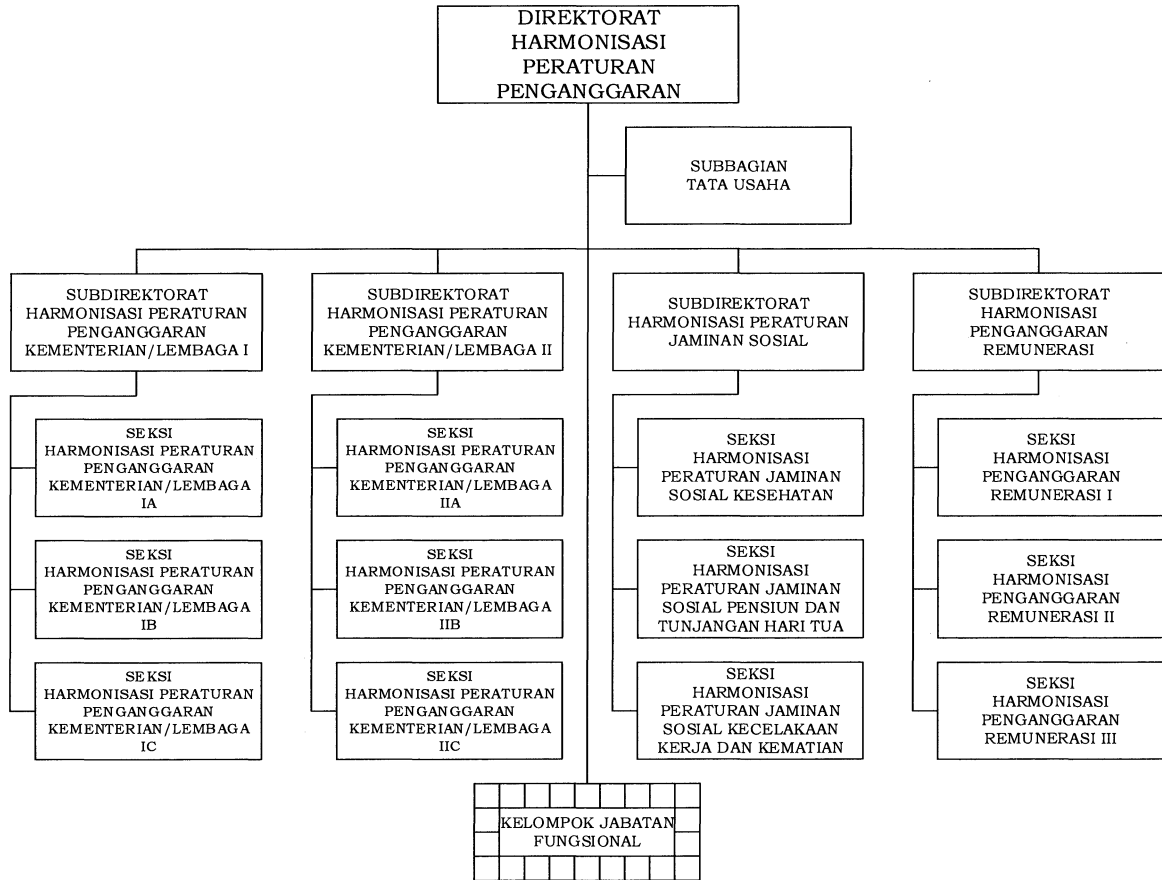 DIREKTORAT
HARMONISASI
PERATURAN
PENGANGGARAN
SUBBAGIAN
TATA USAHA
SUBDIREKTORAT
HARMONISASI PERATURAN
PENGANGGARAN
KEMENTERIAN/LEMBAGA I
SUBDIREKTORAT
HARMONISASI PERATURAN
PENGANGGARAN
KEMENTERIAN/LEMBAGA II
SUBDIREKTORAT
HARMONISASI PERATURAN
JAMINAN SOSIAL
SUBDIREKTORAT
HARMONISASI
PENGANGGARAN
REMUNERASI
SEKSI
HARMONISASI PERATURAN
PENGANGGARAN
KEMENTERIAN/LEMBAGA
IA
SEKSI
HARMONISASI PERATURAN
PENGANGGARAN
KEMENTERIAN/LEMBAGA
IIA
SEKSI
HARMONISASI
PERATURAN JAMINAN
SOSIAL KESEHATAN
SEKSI
HARMONISASI
PENGANGGARAN
REMUNERASI I
SEKSI
HARMONISASI PERATURAN
PENGANGGARAN
KEMENTERIAN/LEMBAGA
IB
SEKSI
HARMONISASI PERATURAN
PENGANGGARAN
KEMENTERIAN/LEMBAGA
IIB
SEKSI
HARMONISASI
PERATURAN JAMINAN
SOSIAL PENSIUN DAN
TUNJANGAN HARI TUA
SEKSI
HARMONISASI
PENGANGGARAN
REMUNERASI II
SEKSI
HARMONISASI PERATURAN
PENGANGGARAN
KEMENTERIAN/LEMBAGA
IC
SEKSI
HARMONISASI PERATURAN
PENGANGGARAN
KEMENTERIAN/LEMBAGA
IIC
SEKSI
HARMONISASI
PERATURAN JAMINAN
SOSIAL KECELAKAAN
KERJA DAN KEMATIAN
SEKSI
HARMONISASI
PENGANGGARAN
REMUNERASI III
KELOMPOK JABATAN
FUNGSIONAL